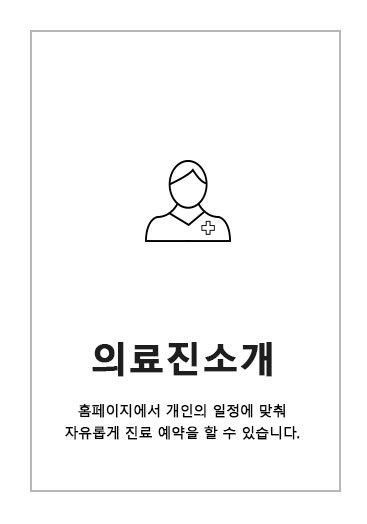 의료진소개
홈페이지에서 개인의 일정에 맞춰
자유롭게 진료 예약을 할 수 있습니다.